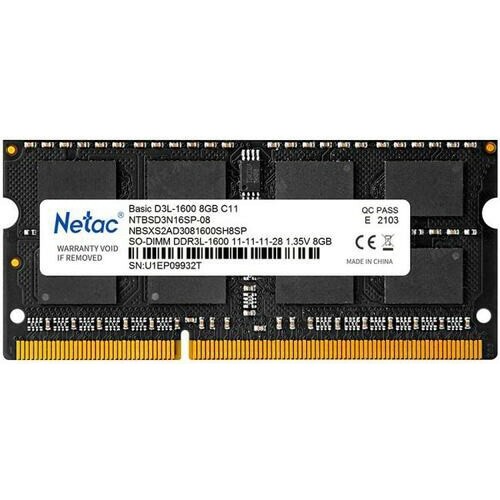 Netac
WARRANTY VOID
IF REMOVED
Basic D3L-1600 8GB C11
NTBSD3N16SP-08
NBSXS2AD3081600SH8SP
SO-DIMM DDR3L-1600 11-11-11-28 1.35V 8GB
SN:U1EP09932T
QC PASS
E 2103
CE
MADE IN CHINA